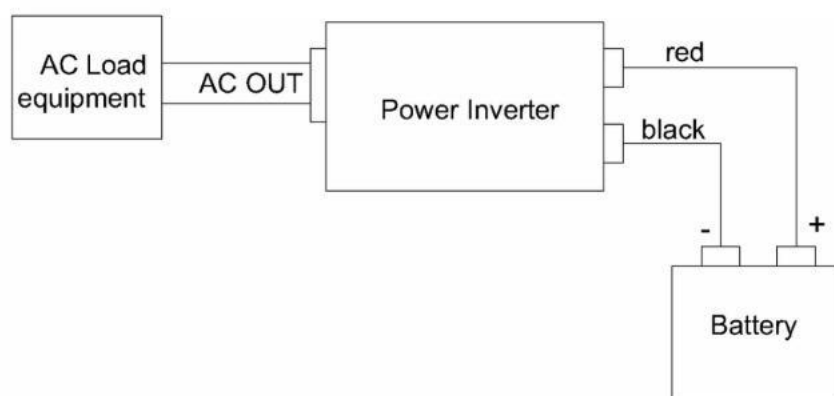 AC Load
equipment
AC OUT
Power Inverter
red
black
- +
Battery